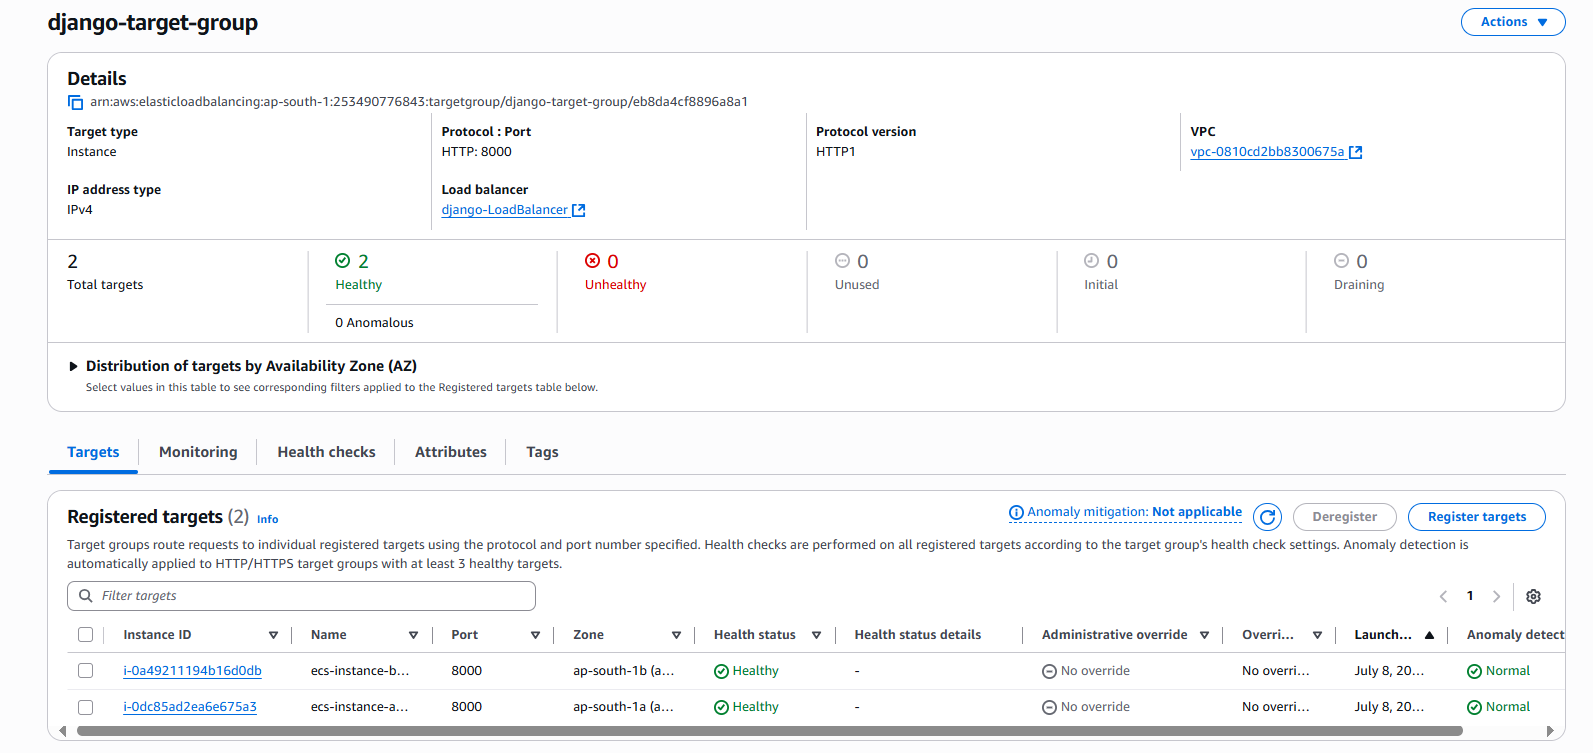 django-target-group
Actions
Details
arn:aws:elasticloadbalancing:ap-south-1:253490776843:targetgroup/django-target-group/eb8da4cf8896a8a1
Target type
Instance
Protocol : Port
HTTP: 8000
Protocol version
HTTP1
VPC
vpc-0810cd2bb8300675a
IP address type
IPv4
Load balancer
django-LoadBalancer
2
Total targets
2
Healthy
0 Anomalous
0
Unhealthy
0
Unused
0
Initial
0
Draining
Distribution of targets by Availability Zone (AZ)
Select values in this table to see corresponding filters applied to the Registered targets table below.
Targets Monitoring Health checks Attributes Tags
Registered targets (2) Info
Anomaly mitigation: Not applicable
Deregister
Register targets
Target groups route requests to individual registered targets using the protocol and port number specified. Health checks are performed on all registered targets according to the target group's health check settings. Anomaly detection is
automatically applied to HTTP/HTTPS target groups with at least 3 healthy targets.
Filter targets
1
Instance ID Name Port Zone Health status Health status details Administrative override Overri... Launch... Anomaly detect
i-0a49211194b16d0db ecs-instance-b... 8000 ap-south-1b (a... Healthy - No override No overri... July 8, 20... Normal
i-0dc85ad2ea6e675a3 ecs-instance-a... 8000 ap-south-1a (a... Healthy - No override No overri... July 8, 20... Normal